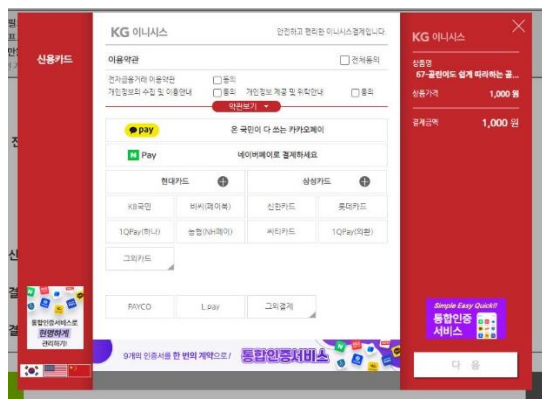 신용카드
KG 이니시스
안전하고 편리한 이니시스결제입니다.
이용약관
전체동의
전자금융거래 이용약관
동의
개인정보의 수집 및 이용안내
동의
개인정보 제공 및 위탁안내
동의
약관보기
pay
온 국민이 다 쓰는 카카오페이
N Pay
네이버페이로 결제하세요
현대카드
삼성카드
KB국민
비씨(페이북)
신한카드
롯데카드
1QPay(하나)
농협(NH페이)
씨티카드
1QPay(외환)
그외카드
PAYCO
L.pay
그외결제
통합인증서비스로
현명하게
관리하기!
9개의 인증서를 한 번의 계약으로!
통합인증서비스
KG 이니시스
상품명
67-골린이도 쉽게 따라하는 골...
상품가격
1,000 원
결제금액
1,000 원
Simple Easy Quick!!
통합인증
서비스
다 음